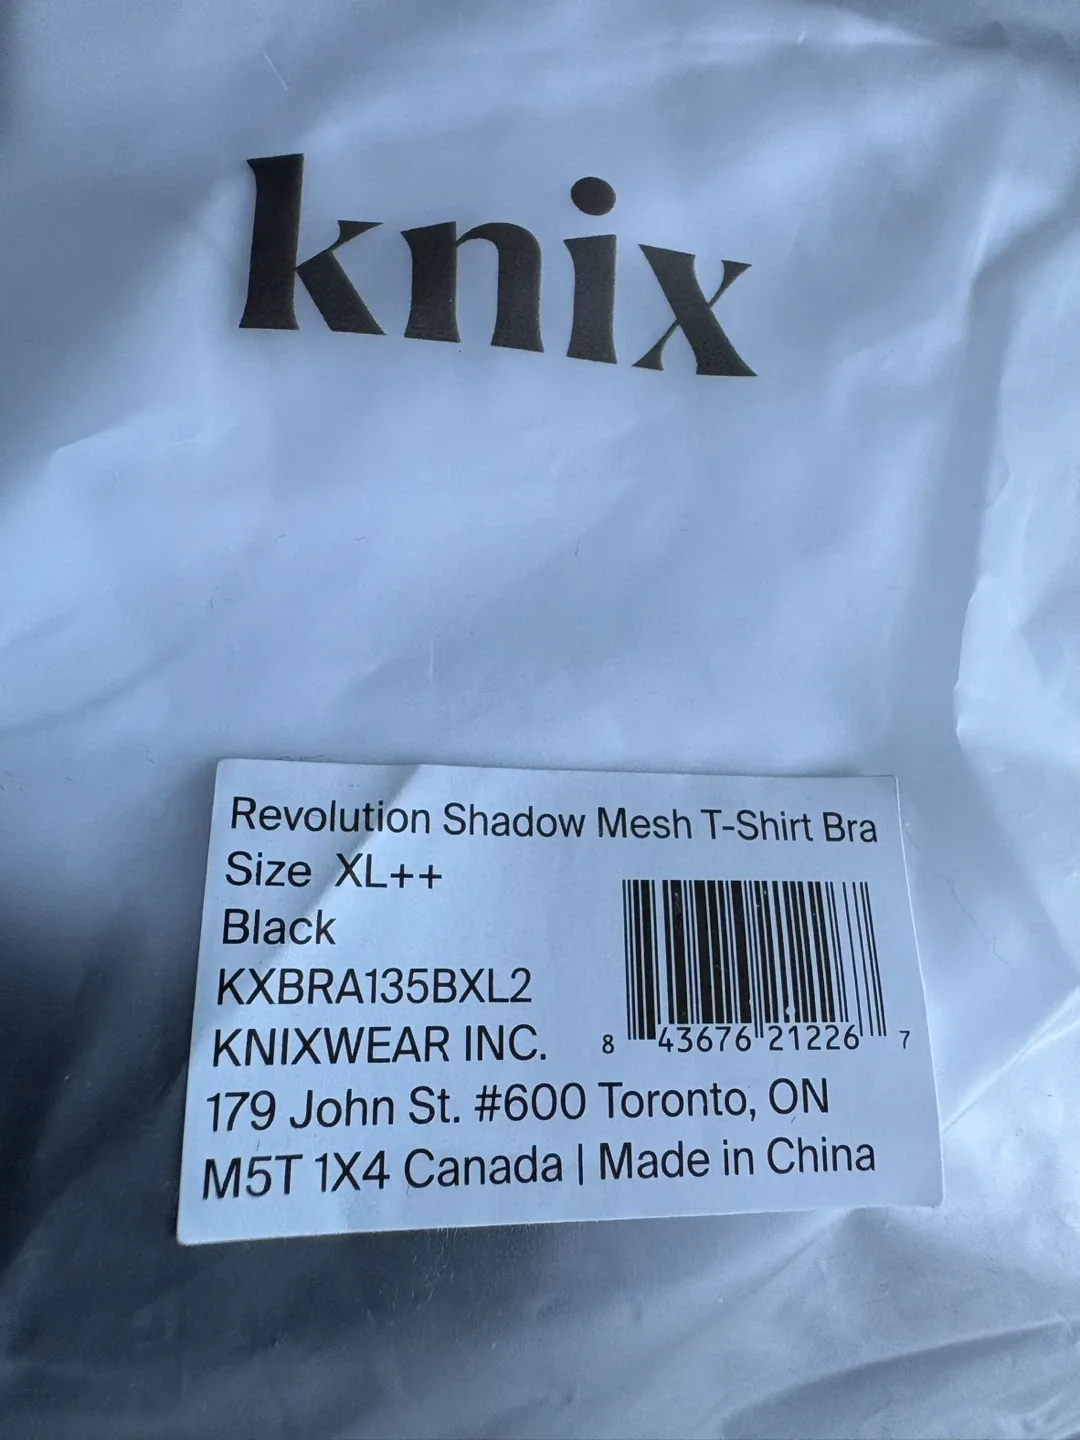 knix
Revolution Shadow Mesh T-Shirt Bra
Size XL++
Black
KXBRA135BXL2
KNIXWEAR INC.
8 43676 21226 7
179 John St. #600 Toronto, ON
M5T 1X4 Canada | Made in China